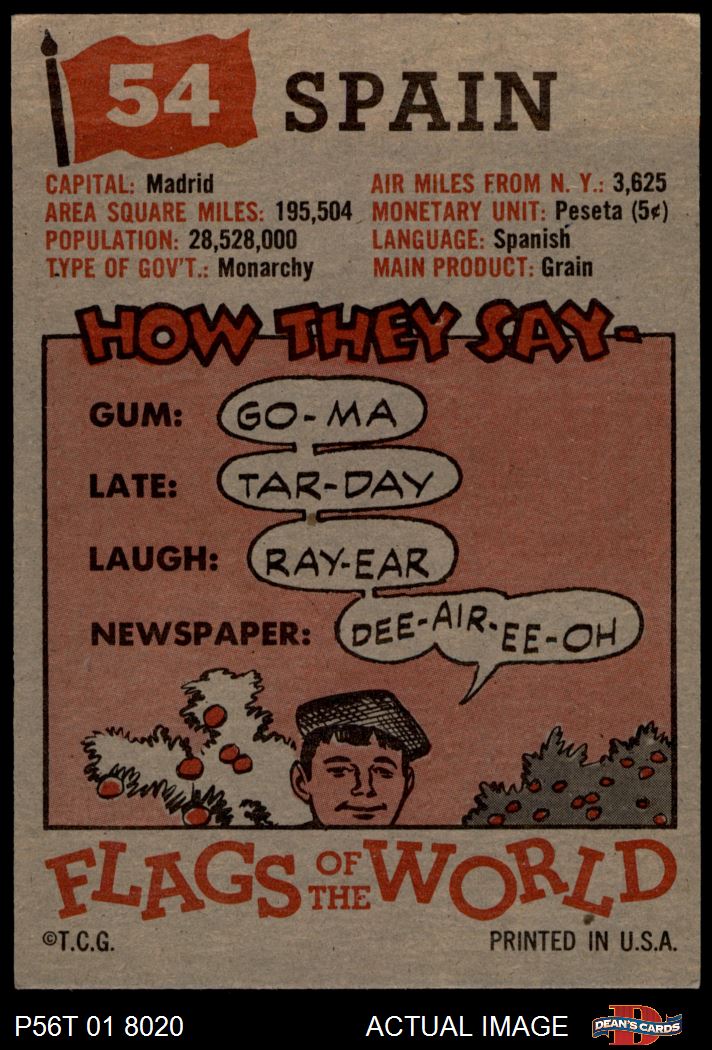 54 SPAIN
CAPITAL: Madrid
AREA SQUARE MILES: 195,504
POPULATION: 28,528,000
TYPE OF GOV'T.: Monarchy
AIR MILES FROM N. Y.: 3,625
MONETARY UNIT: Peseta (5¢)
LANGUAGE: Spanish
MAIN PRODUCT: Grain
HOW THEY SAY-
GUM: GO-MA
LATE: TAR-DAY
LAUGH: RAY-EAR
NEWSPAPER: DEE-AIR-EE-OH
FLAGS OF THE WORLD
©T.C.G. PRINTED IN U.S.A.
P56T 01 8020 ACTUAL IMAGE D DEAN'S CARDS